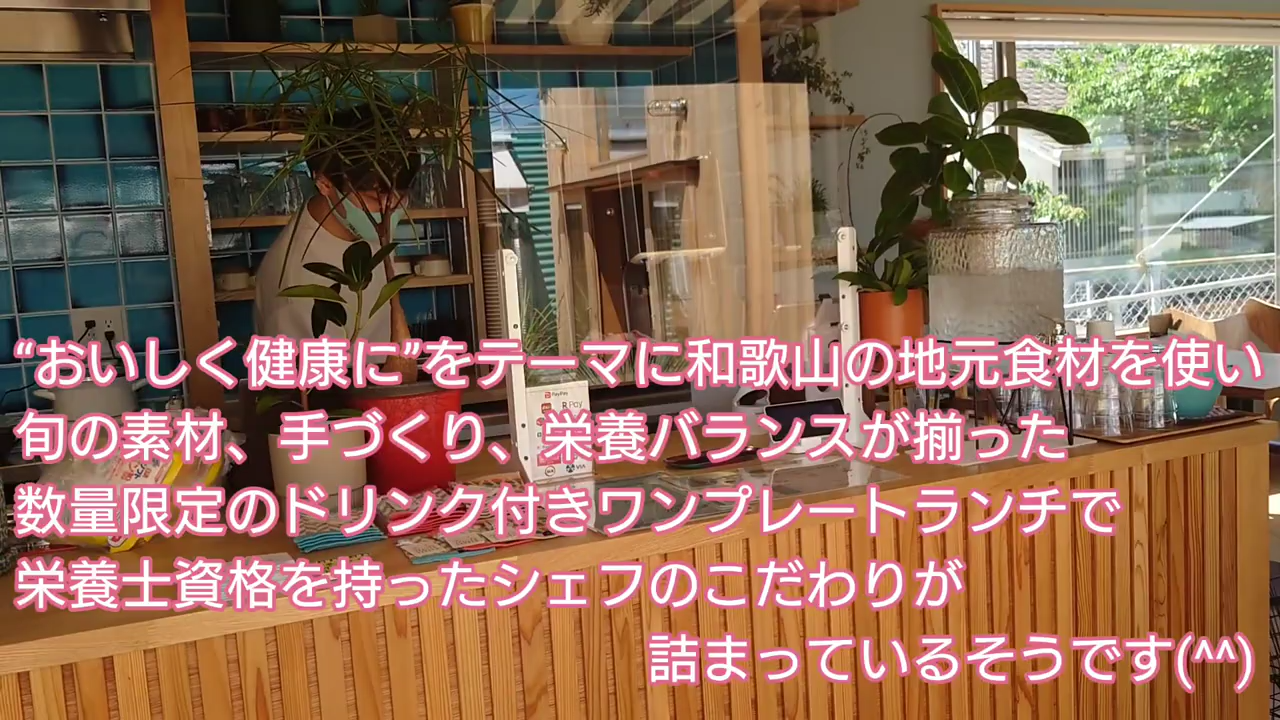 “おいしく健康に”をテーマに和歌山の地元食材を使い
旬の素材、手づくり、栄養バランスが揃った
数量限定のドリンク付きワンプレートランチで
栄養士資格を持ったシェフのこだわりが
詰まっているそうです(^^)
PayPay
R Pay